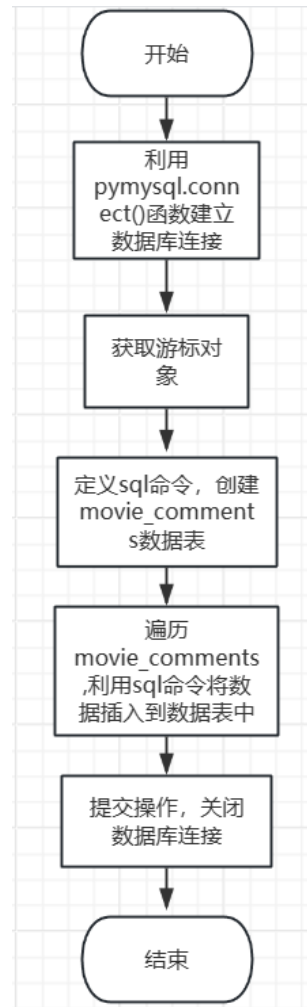 开始
利用
pymysql.conn
ect()函数建立
数据库连接
获取游标对
象
定义sql命令，创建
movie_comment
s数据表
遍历
movie_comments
,利用sql命令将数
据插入到数据表中
提交操作，关闭
数据库连接
结束